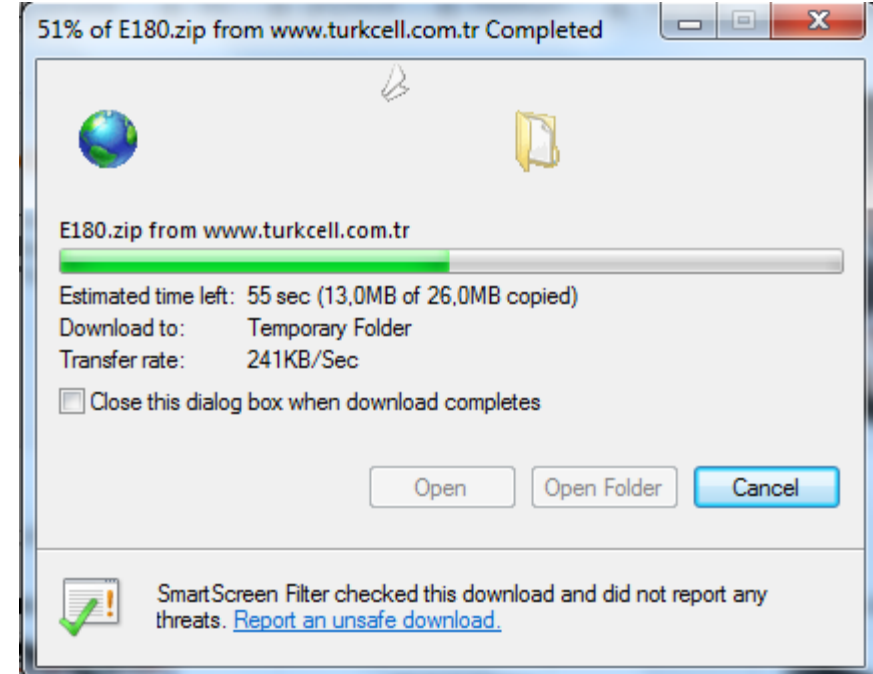 51% of E180.zip from www.turkcell.com.tr Completed
E180.zip from www.turkcell.com.tr
Estimated time left: 55 sec (13,0MB of 26,0MB copied)
Download to: Temporary Folder
Transfer rate: 241KB/Sec
Close this dialog box when download completes
Open Open Folder Cancel
SmartScreen Filter checked this download and did not report any
threats. Report an unsafe download.